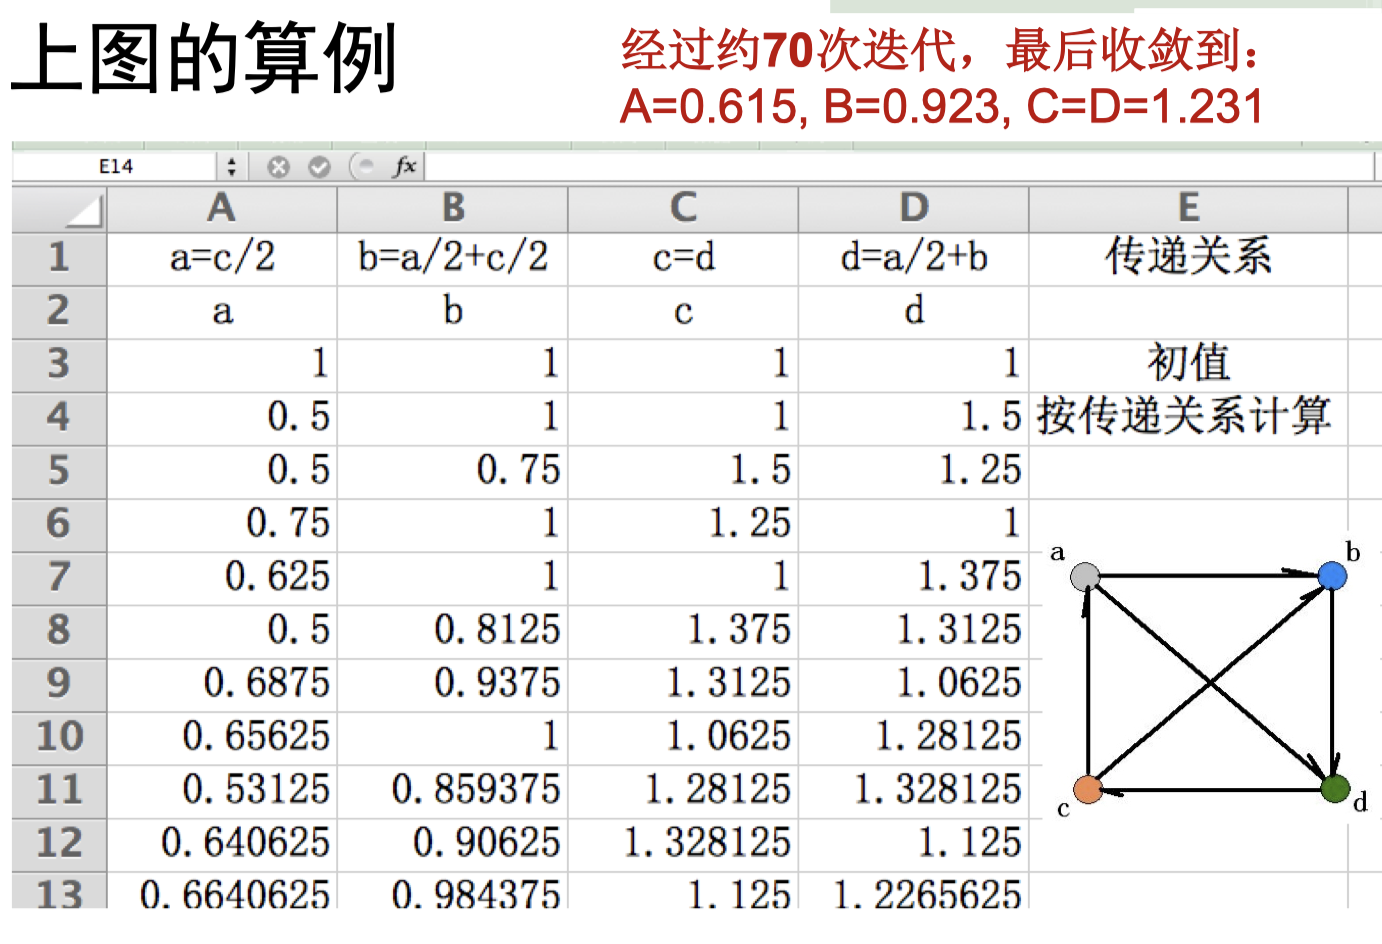 上图的算例
经过约70次迭代，最后收敛到：
A=0.615, B=0.923, C=D=1.231
E14 fx
A B C D E
1 a=c/2 b=a/2+c/2 c=d d=a/2+b 传递关系
2 a b c d
3 1 1 1 1 初值
4 0.5 1 1 1.5 按传递关系计算
5 0.5 0.75 1.5 1.25
6 0.75 1 1.25 1
7 0.625 1 1 1.375
8 0.5 0.8125 1.375 1.3125
9 0.6875 0.9375 1.3125 1.0625
10 0.65625 1 1.0625 1.28125
11 0.53125 0.859375 1.28125 1.328125
12 0.640625 0.90625 1.328125 1.125
13 0.6640625 0.984375 1.125 1.2265625
a b
c d